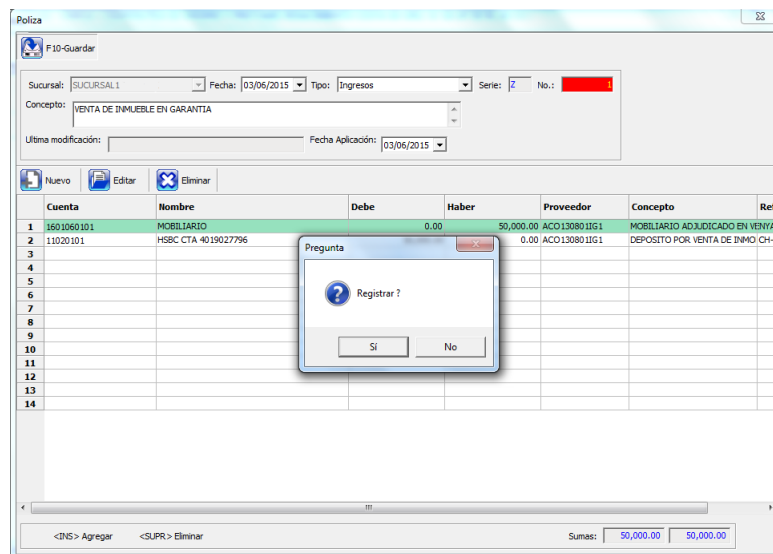 Poliza
F10-Guardar
Sucursal: SUCURSAL1 Fecha: 03/06/2015 Tipo: Ingresos Serie: Z No.: 1
Concepto: VENTA DE INMUEBLE EN GARANTIA
Ultima modificación: Fecha Aplicación: 03/06/2015
Nuevo Editar Eliminar
Cuenta Nombre Debe Haber Proveedor Concepto Ref
1 1601060101 MOBILIARIO 0.00 50,000.00 ACO130801IG1 MOBILIARIO ADJUDICADO EN VENYA
2 11020101 HSBC CTA 4019027796 0.00 ACO130801IG1 DEPOSITO POR VENTA DE INMO CH-
3
4
5
6
7
8
9
10
11
12
13
14
Pregunta
Registrar ?
Sí No
<INS> Agregar <SUPR> Eliminar Sumas: 50,000.00 50,000.00